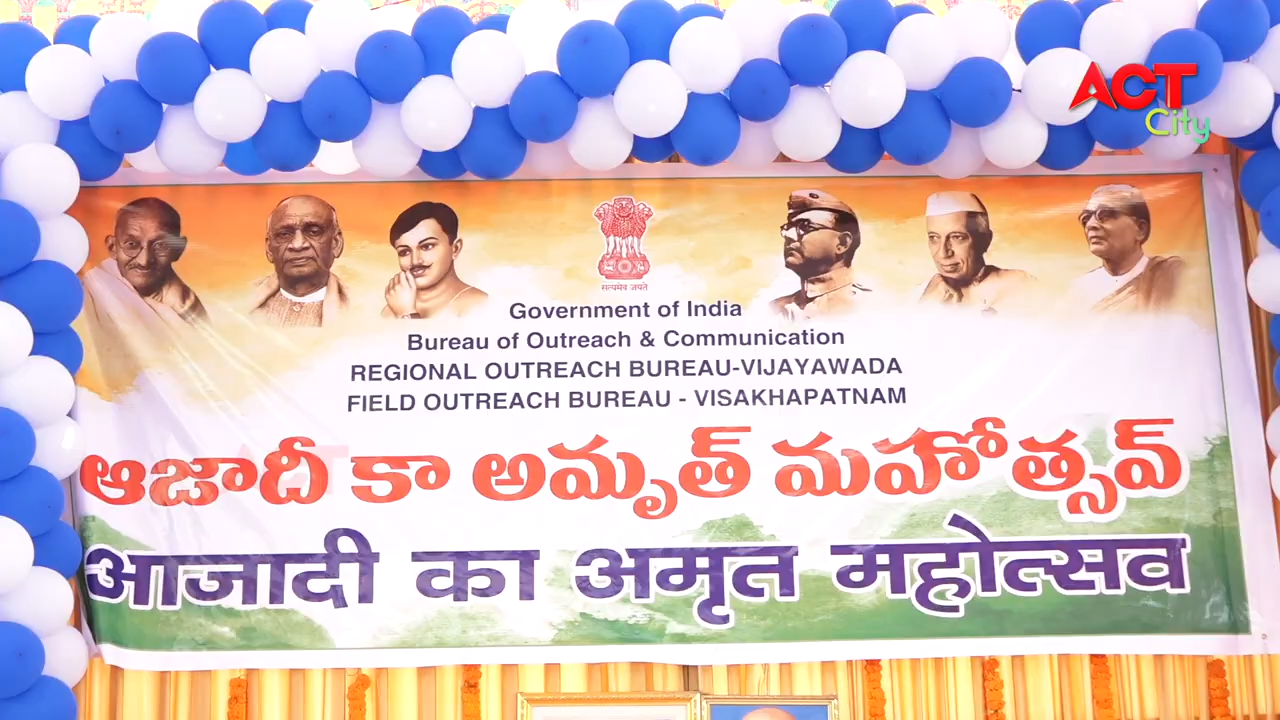 ACT
City
सत्यमेव जयते
Government of India
Bureau of Outreach & Communication
REGIONAL OUTREACH BUREAU-VIJAYAWADA
FIELD OUTREACH BUREAU - VISAKHAPATNAM
ఆజాదీ కా అమృత్ మహోత్సవ్
आजादी का अमृत महोत्सव